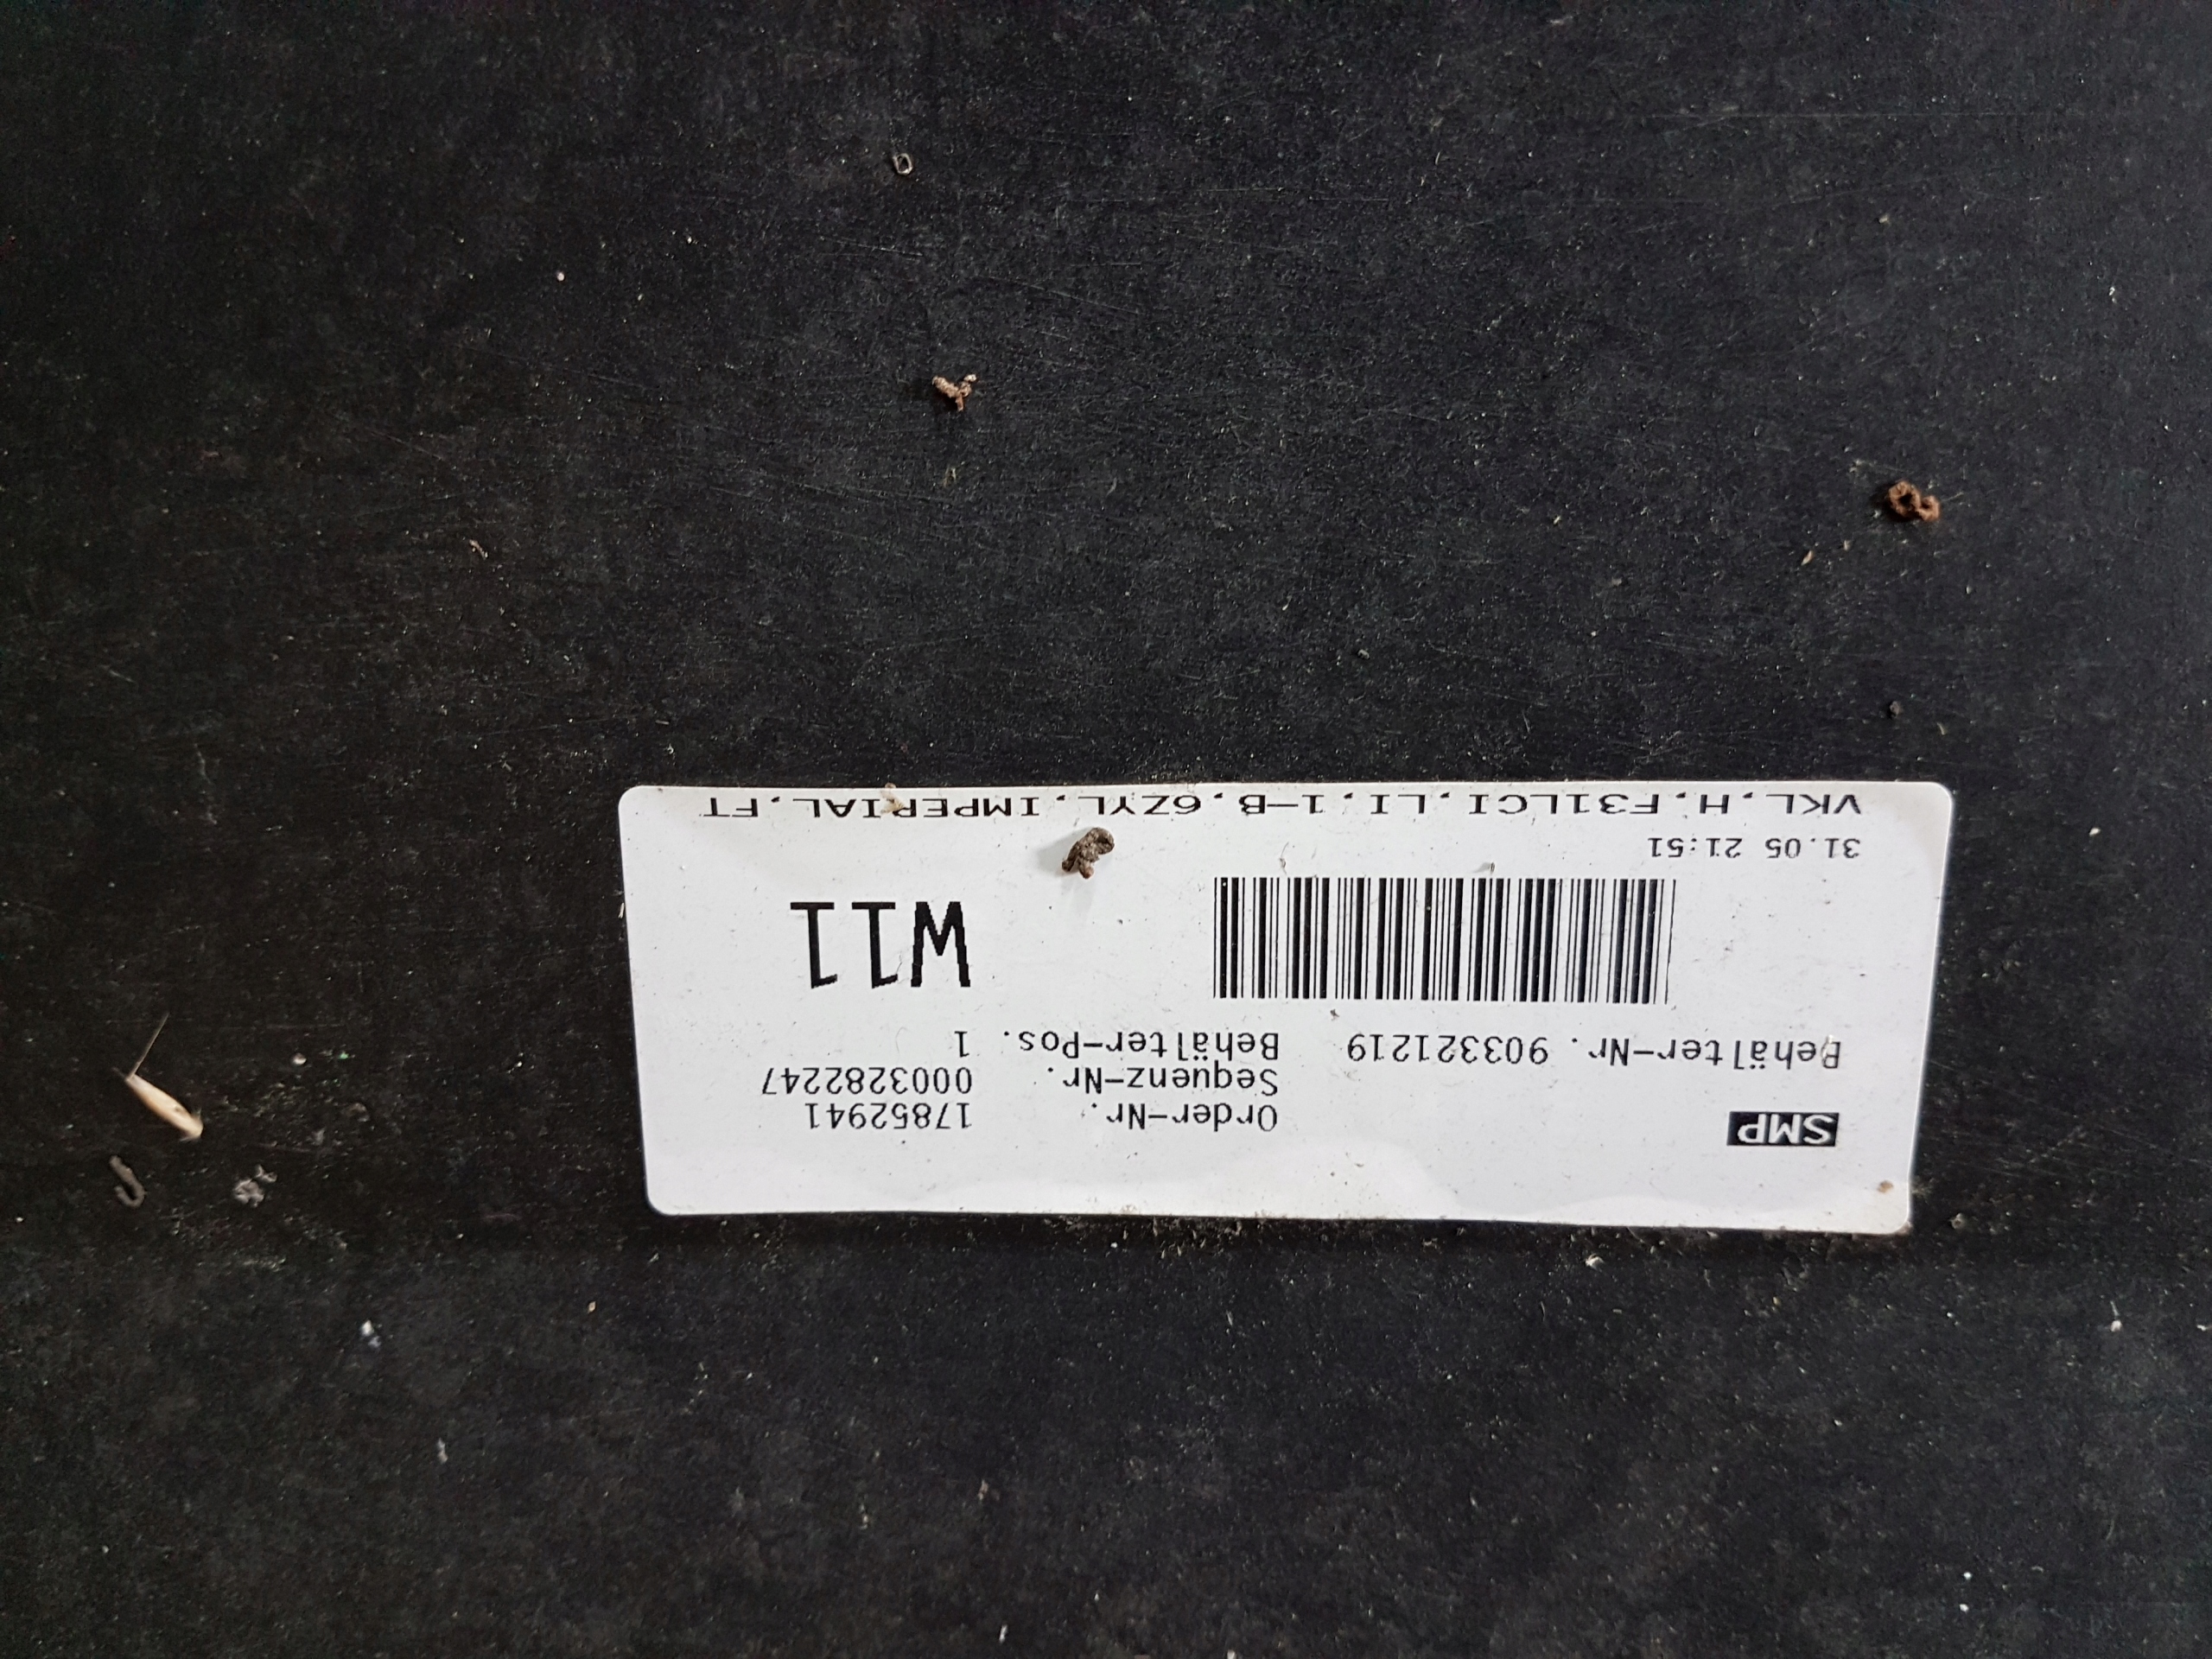 SMP
Order-Nr. 17852941
Sequenz-Nr. 0003282247
Behälter-Nr. 903321219 Behälter-Pos. 1
W11
31.05 21:51
VKL,H,F31LCI,LI,1-B,6ZYL,IMPERIAL,FT